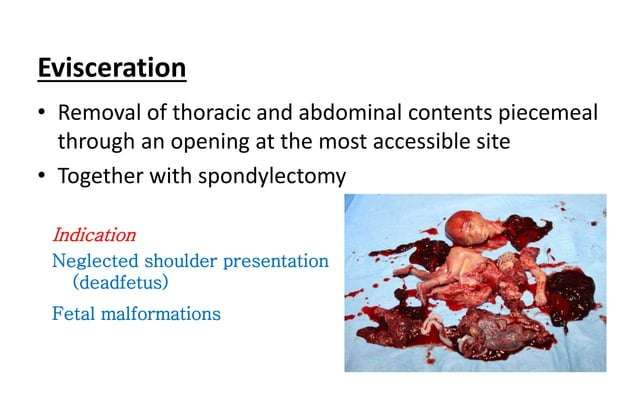 Evisceration
• Removal of thoracic and abdominal contents piecemeal
through an opening at the most accessible site
• Together with spondylectomy
Indication
Neglected shoulder presentation
(deadfetus)
Fetal malformations